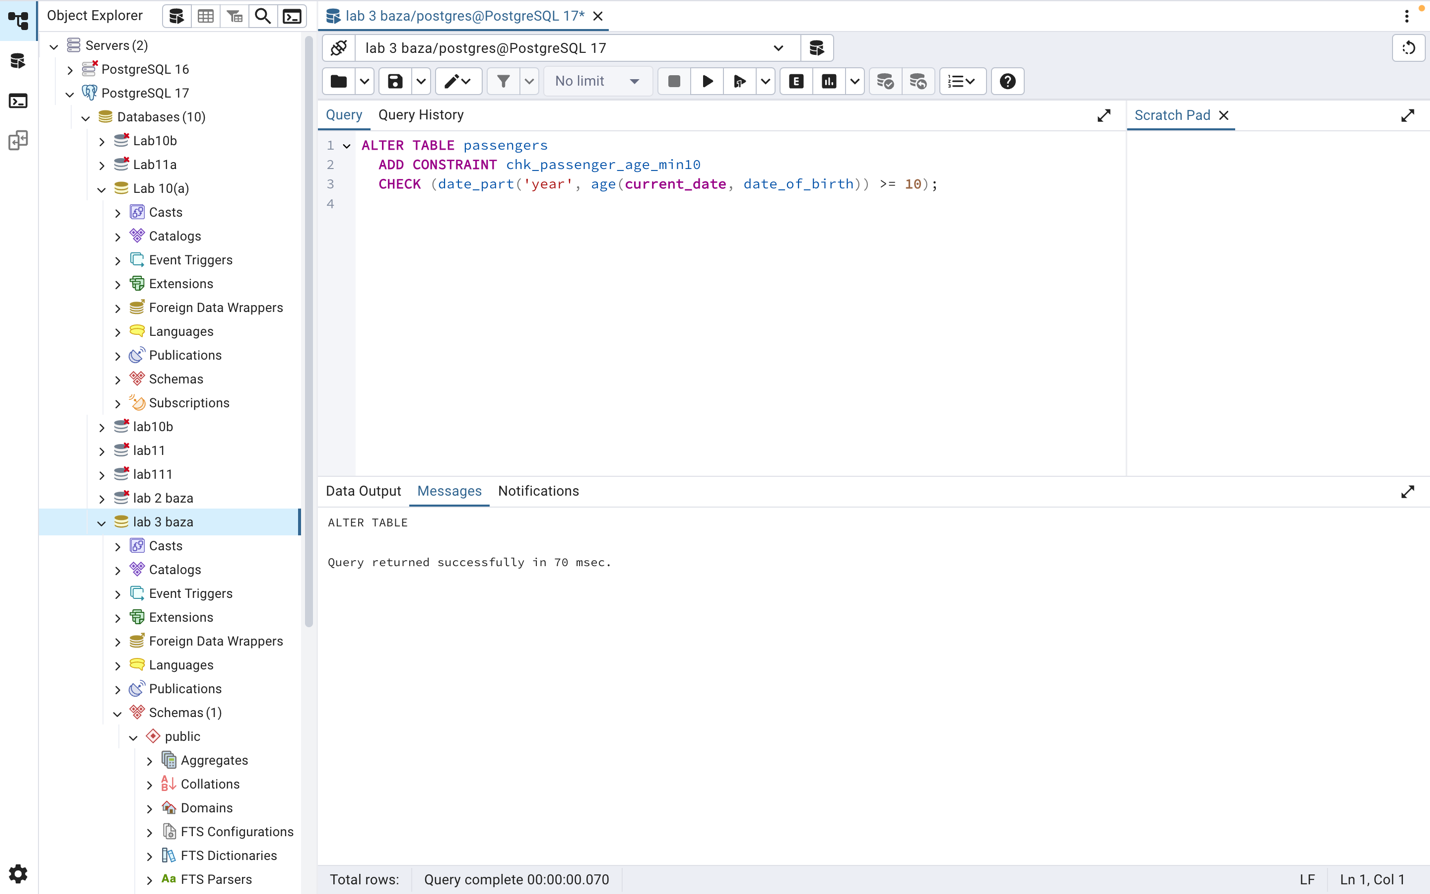 Object Explorer
lab 3 baza/postgres@PostgreSQL 17*
Servers (2)
PostgreSQL 16
PostgreSQL 17
Databases (10)
Lab10b
Lab11a
Lab 10(a)
Casts
Catalogs
Event Triggers
Extensions
Foreign Data Wrappers
Languages
Publications
Schemas
Subscriptions
lab10b
lab11
lab111
lab 2 baza
lab 3 baza
Casts
Catalogs
Event Triggers
Extensions
Foreign Data Wrappers
Languages
Publications
Schemas (1)
public
Aggregates
Collations
Domains
FTS Configurations
FTS Dictionaries
Aa FTS Parsers
lab 3 baza/postgres@PostgreSQL 17
No limit
E
Query Query History
Scratch Pad
1 ALTER TABLE passengers
2 ADD CONSTRAINT chk_passenger_age_min10
3 CHECK (date_part('year', age(current_date, date_of_birth)) >= 10);
4
Data Output Messages Notifications
ALTER TABLE
Query returned successfully in 70 msec.
Total rows: Query complete 00:00:00.070 LF Ln 1, Col 1